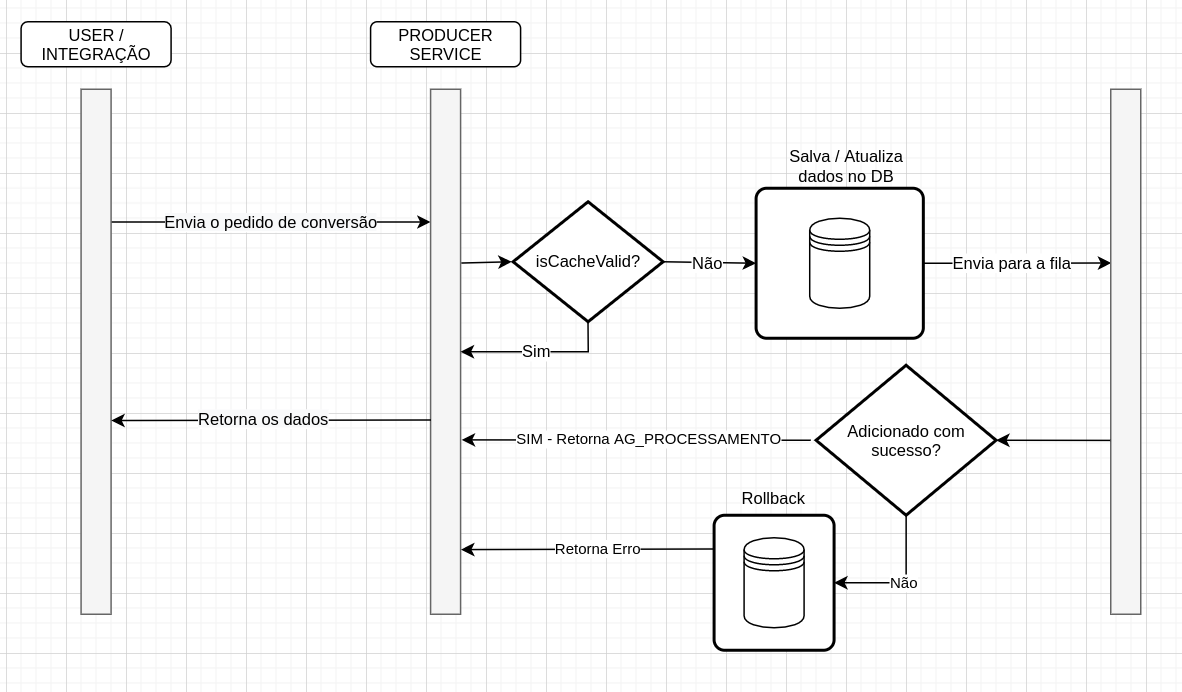 USER /
INTEGRAÇÃO
PRODUCER
SERVICE
Salva / Atualiza
dados no DB
Envia o pedido de conversão
isCacheValid?
Não
Envia para a fila
Sim
Retorna os dados
Adicionado com
sucesso?
SIM - Retorna AG_PROCESSAMENTO
Rollback
Retorna Erro
Não